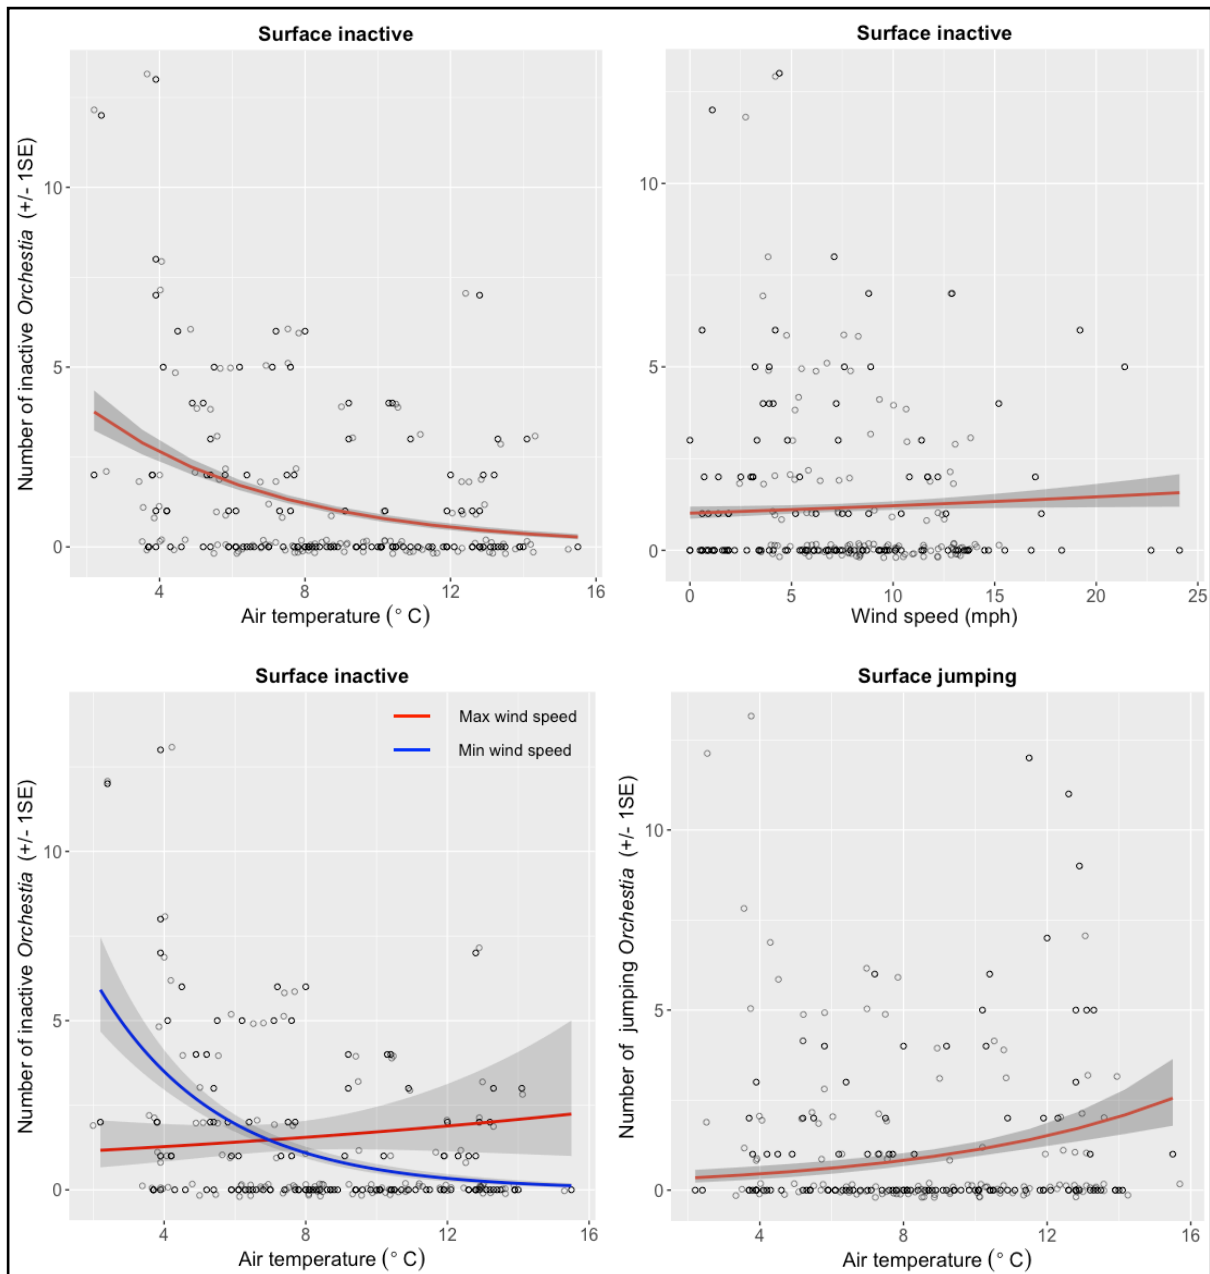 Surface inactive
Number of inactive Orchestia (+/- 1SE)
10
5
0
4
8
12
16
Air temperature (° C)
Surface inactive
10
5
0
0
5
10
15
20
25
Wind speed (mph)
Surface inactive
Max wind speed
Min wind speed
Number of inactive Orchestia (+/- 1SE)
10
5
0
4
8
12
16
Air temperature (° C)
Surface jumping
Number of jumping Orchestia (+/- 1SE)
10
5
0
4
8
12
16
Air temperature (° C)